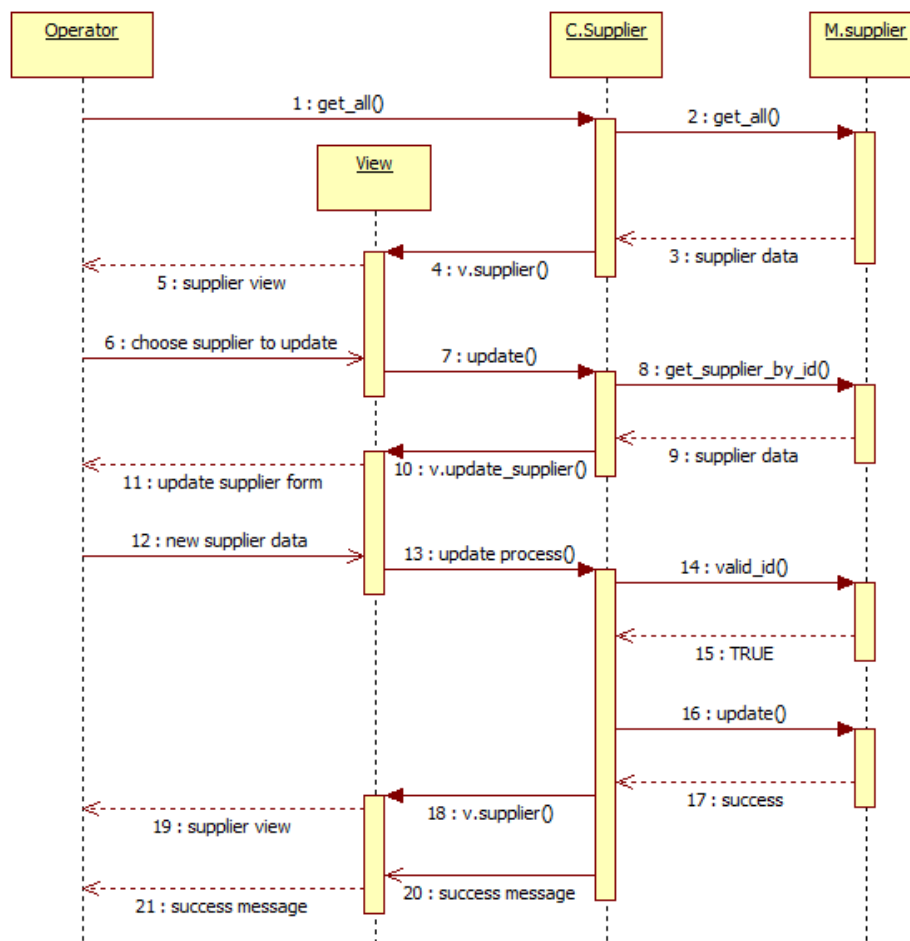 Operator
C.Supplier
M.supplier
1 : get_all()
2 : get_all()
View
3 : supplier data
4 : v.supplier()
5 : supplier view
6 : choose supplier to update
7 : update()
8 : get_supplier_by_id()
9 : supplier data
10 : v.update_supplier()
11 : update supplier form
12 : new supplier data
13 : update process()
14 : valid_id()
15 : TRUE
16 : update()
17 : success
18 : v.supplier()
19 : supplier view
20 : success message
21 : success message